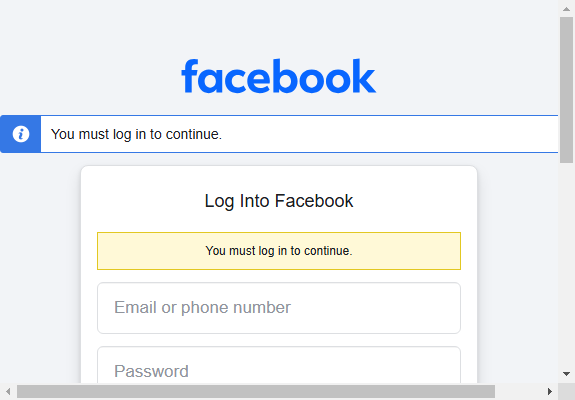 facebook
You must log in to continue.
Log Into Facebook
You must log in to continue.
Email or phone number
Password